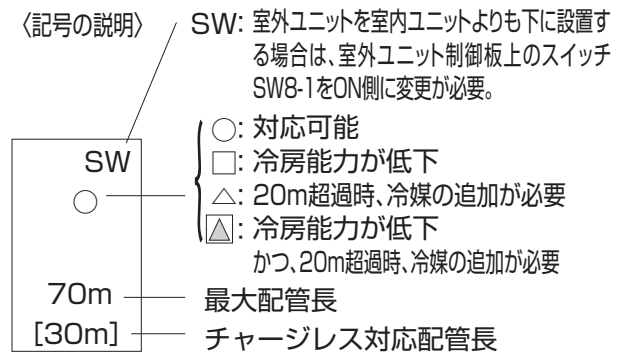 〈記号の説明〉
SW: 室外ユニットを室内ユニットよりも下に設置す
る場合は、室外ユニット制御板上のスイッチ
SW8-1をON側に変更が必要。
SW
○
70m
[30m]
○: 対応可能
□: 冷房能力が低下
△: 20m超過時、冷媒の追加が必要
: 冷房能力が低下
かつ、20m超過時、冷媒の追加が必要
最大配管長
チャージレス対応配管長